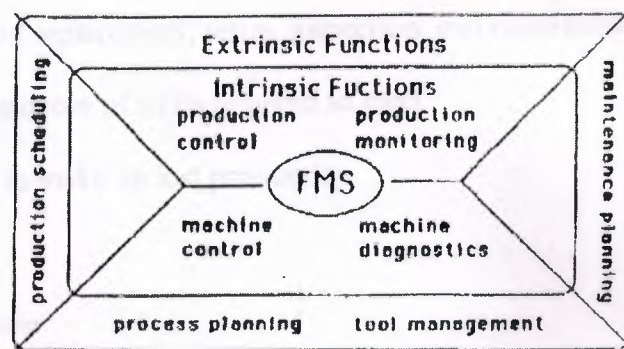 Extrinsic Functions
Intrinsic Fuctions
production production
control monitoring
FMS
machine machine
control diagnostics
process planning tool management
production scheduling
maintenance planning